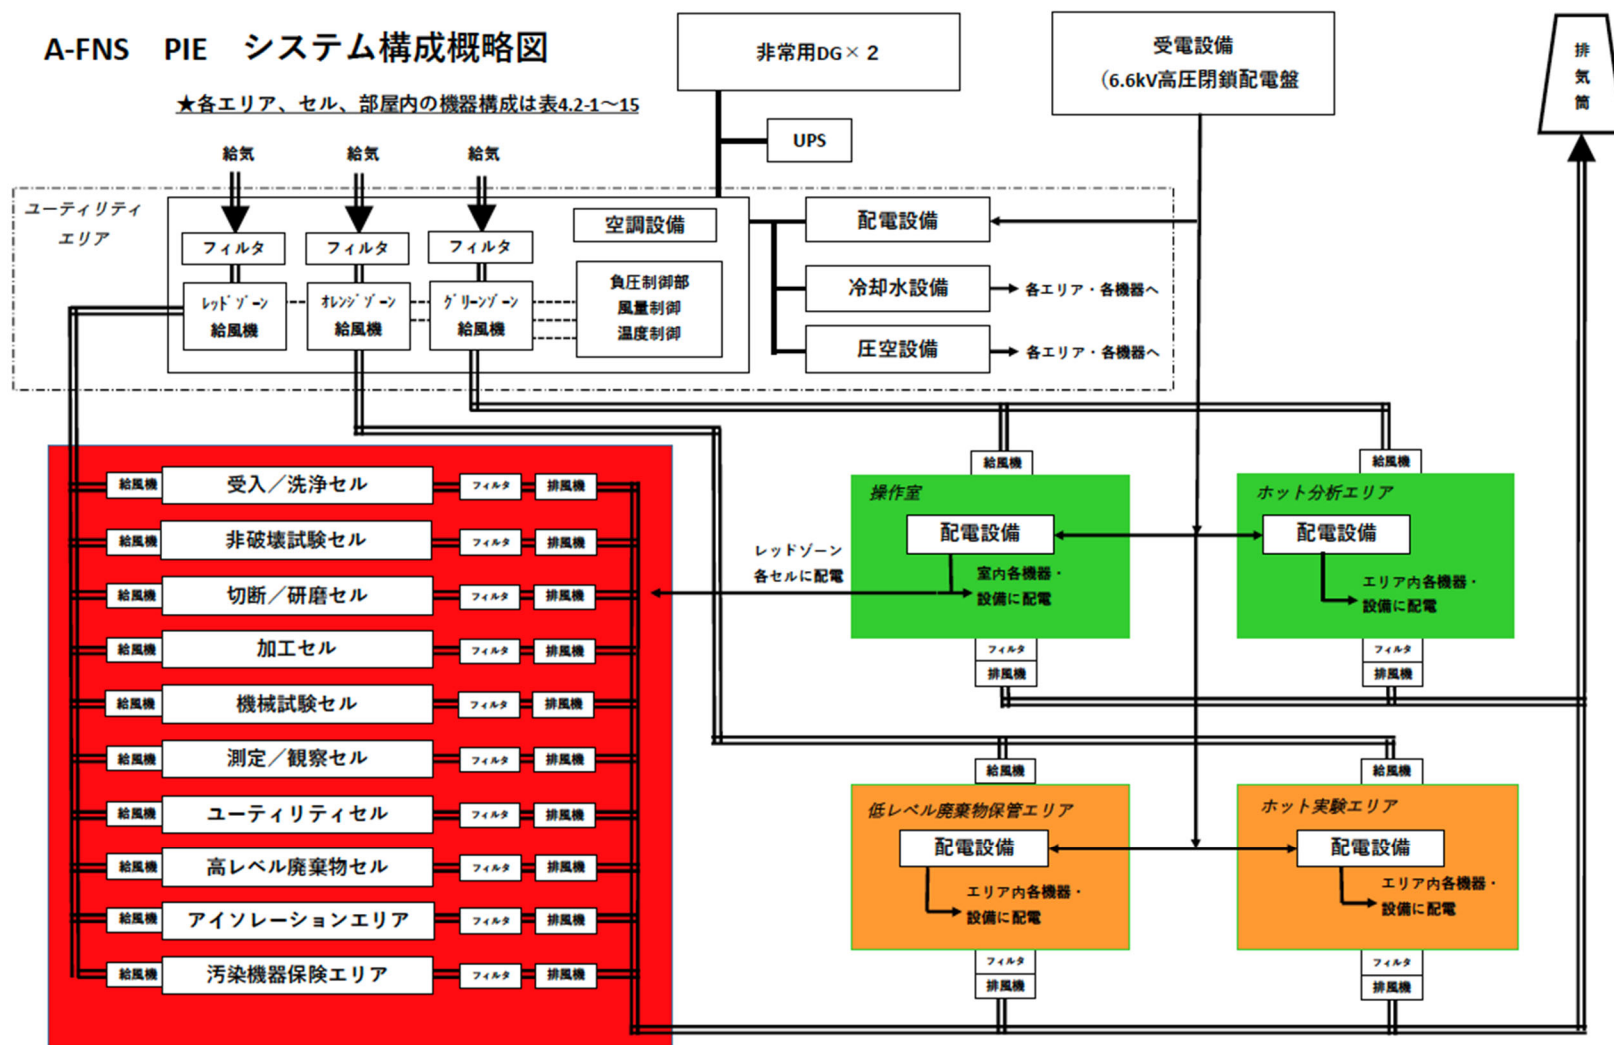 A-FNS PIE システム構成概略図
★各エリア、セル、部屋内の機器構成は表4.2-1～15
非常用DG×２
UPS
受電設備
（6.6kV高圧閉鎖配電盤
排
気
筒
給気
給気
給気
ユーティリティ
エリア
フィルタ
フィルタ
フィルタ
ﾚｯﾄﾞｿﾞｰﾝ
給風機
ｵﾚﾝｼﾞｿﾞｰﾝ
給風機
ｸﾞﾘｰﾝｿﾞｰﾝ
給風機
空調設備
負圧制御部
風量制御
温度制御
配電設備
冷却水設備
各エリア・各機器へ
圧空設備
各エリア・各機器へ
給風機
受入／洗浄セル
フィルタ
排風機
給風機
非破壊試験セル
フィルタ
排風機
給風機
切断／研磨セル
フィルタ
排風機
給風機
加工セル
フィルタ
排風機
給風機
機械試験セル
フィルタ
排風機
給風機
測定／観察セル
フィルタ
排風機
給風機
ユーティリティセル
フィルタ
排風機
給風機
高レベル廃棄物セル
フィルタ
排風機
給風機
アイソレーションエリア
フィルタ
排風機
給風機
汚染機器保険エリア
フィルタ
排風機
レッドゾーン
各セルに配電
給風機
操作室
配電設備
室内各機器・
設備に配電
フィルタ
排風機
給風機
ホット分析エリア
配電設備
エリア内各機器・
設備に配電
フィルタ
排風機
給風機
低レベル廃棄物保管エリア
配電設備
エリア内各機器・
設備に配電
フィルタ
排風機
給風機
ホット実験エリア
配電設備
エリア内各機器・
設備に配電
フィルタ
排風機